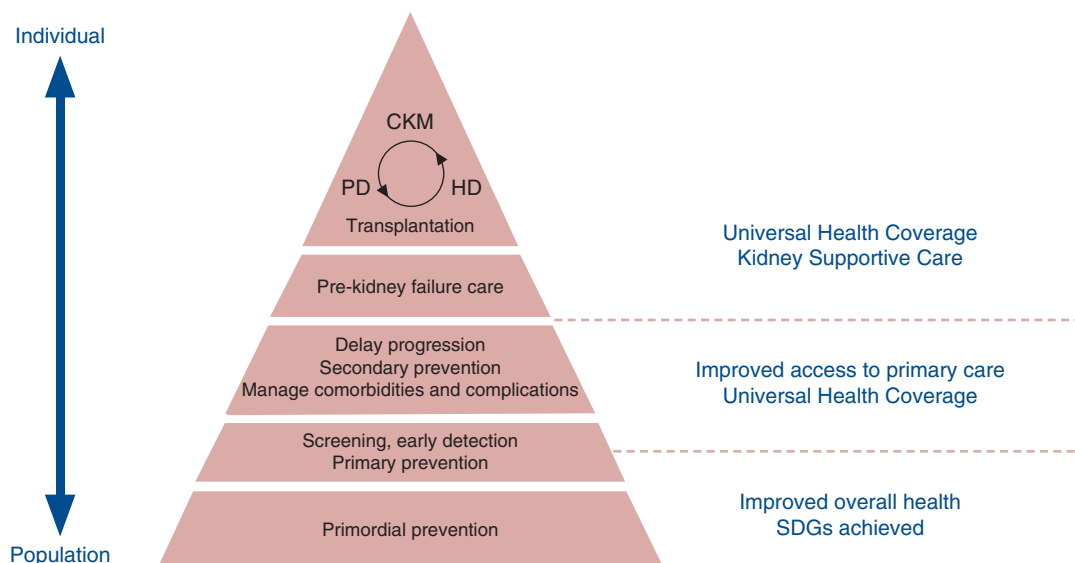 Individual
CKM
PD HD
Transplantation
Universal Health Coverage
Kidney Supportive Care
Pre-kidney failure care
Delay progression
Secondary prevention
Manage comorbidities and complications
Improved access to primary care
Universal Health Coverage
Screening, early detection
Primary prevention
Improved overall health
SDGs achieved
Primordial prevention
Population